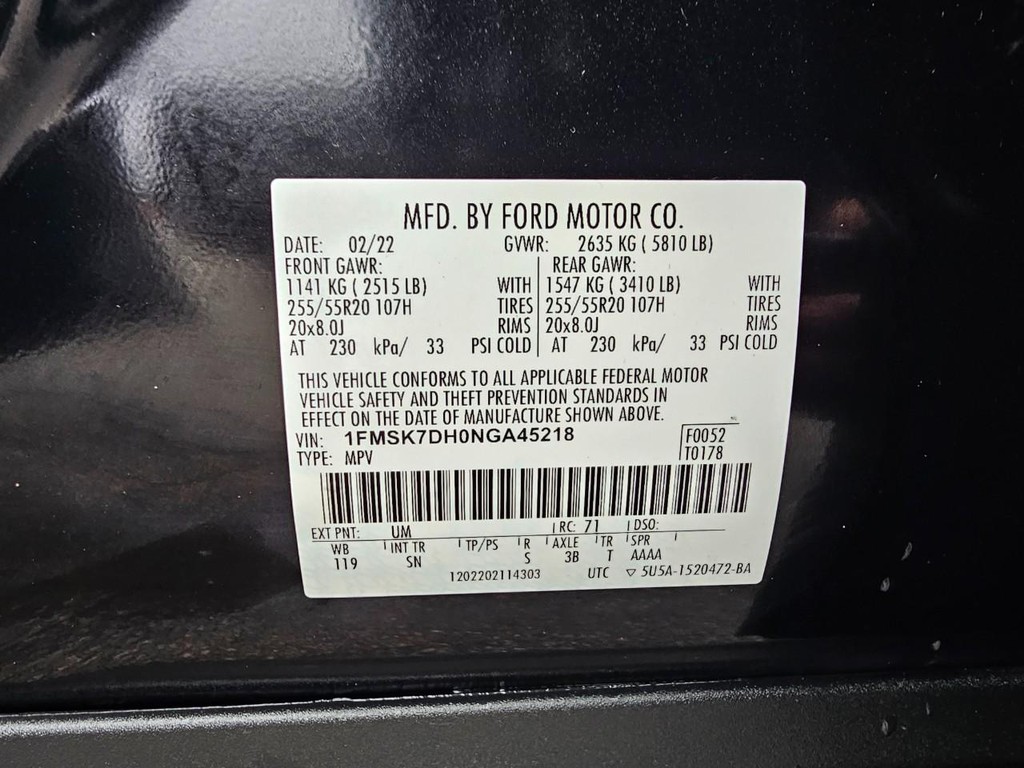 MFD. BY FORD MOTOR CO.
DATE: 02/22 GVWR: 2635 KG ( 5810 LB)
FRONT GAWR: REAR GAWR:
1141 KG ( 2515 LB) WITH 1547 KG ( 3410 LB) WITH
255/55R20 107H TIRES 255/55R20 107H TIRES
20x8.0J RIMS 20x8.0J RIMS
AT 230 kPa/ 33 PSI COLD AT 230 kPa/ 33 PSI COLD
THIS VEHICLE CONFORMS TO ALL APPLICABLE FEDERAL MOTOR
VEHICLE SAFETY AND THEFT PREVENTION STANDARDS IN
EFFECT ON THE DATE OF MANUFACTURE SHOWN ABOVE.
VIN: 1FMSK7DH0NGA45218 F0052
TYPE: MPV T0178
EXT PNT: UM RC: 71 DSO:
WB INT TR TP/PS R AXLE TR SPR
119 SN S 3B T AAAA
1202202114303 UTC ▽ 5U5A-1520472-BA